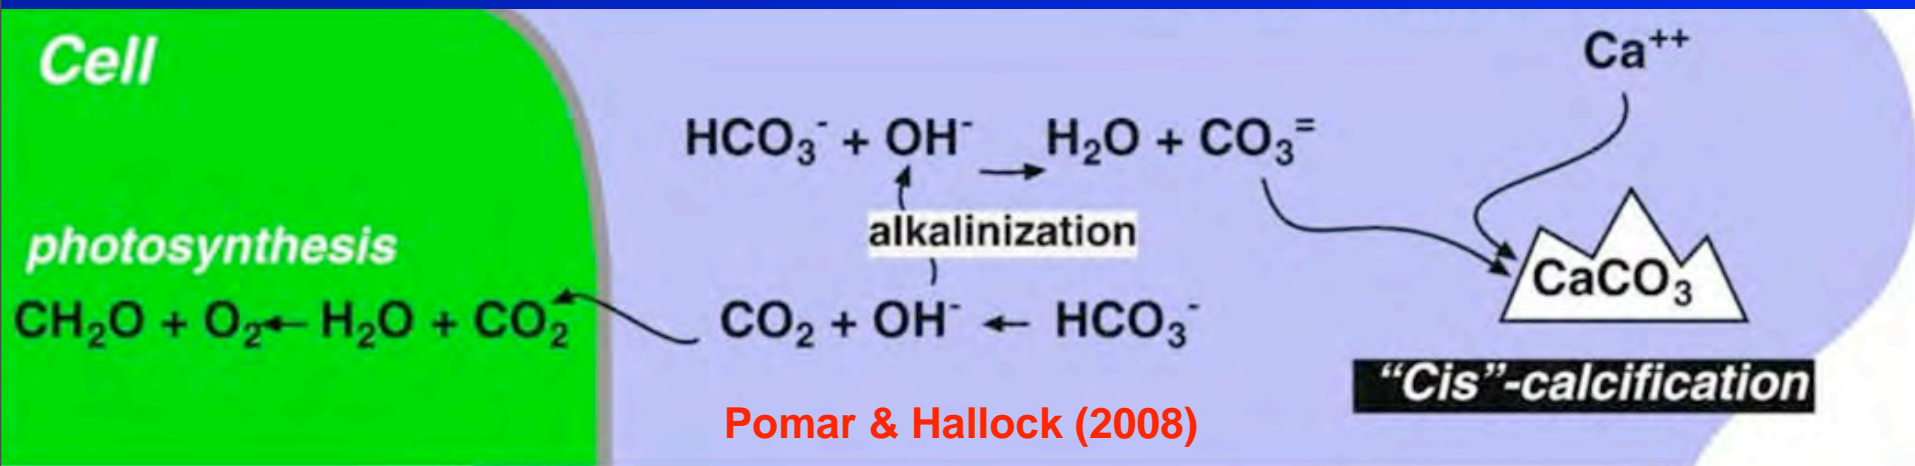 Cell
Ca⁺⁺
HCO₃⁻ + OH⁻ → H₂O + CO₃⁼
alkalinization
photosynthesis
CH₂O + O₂ ← H₂O + CO₂
CO₂ + OH⁻ ← HCO₃⁻
CaCO₃
“Cis”-calcification
Pomar & Hallock (2008)